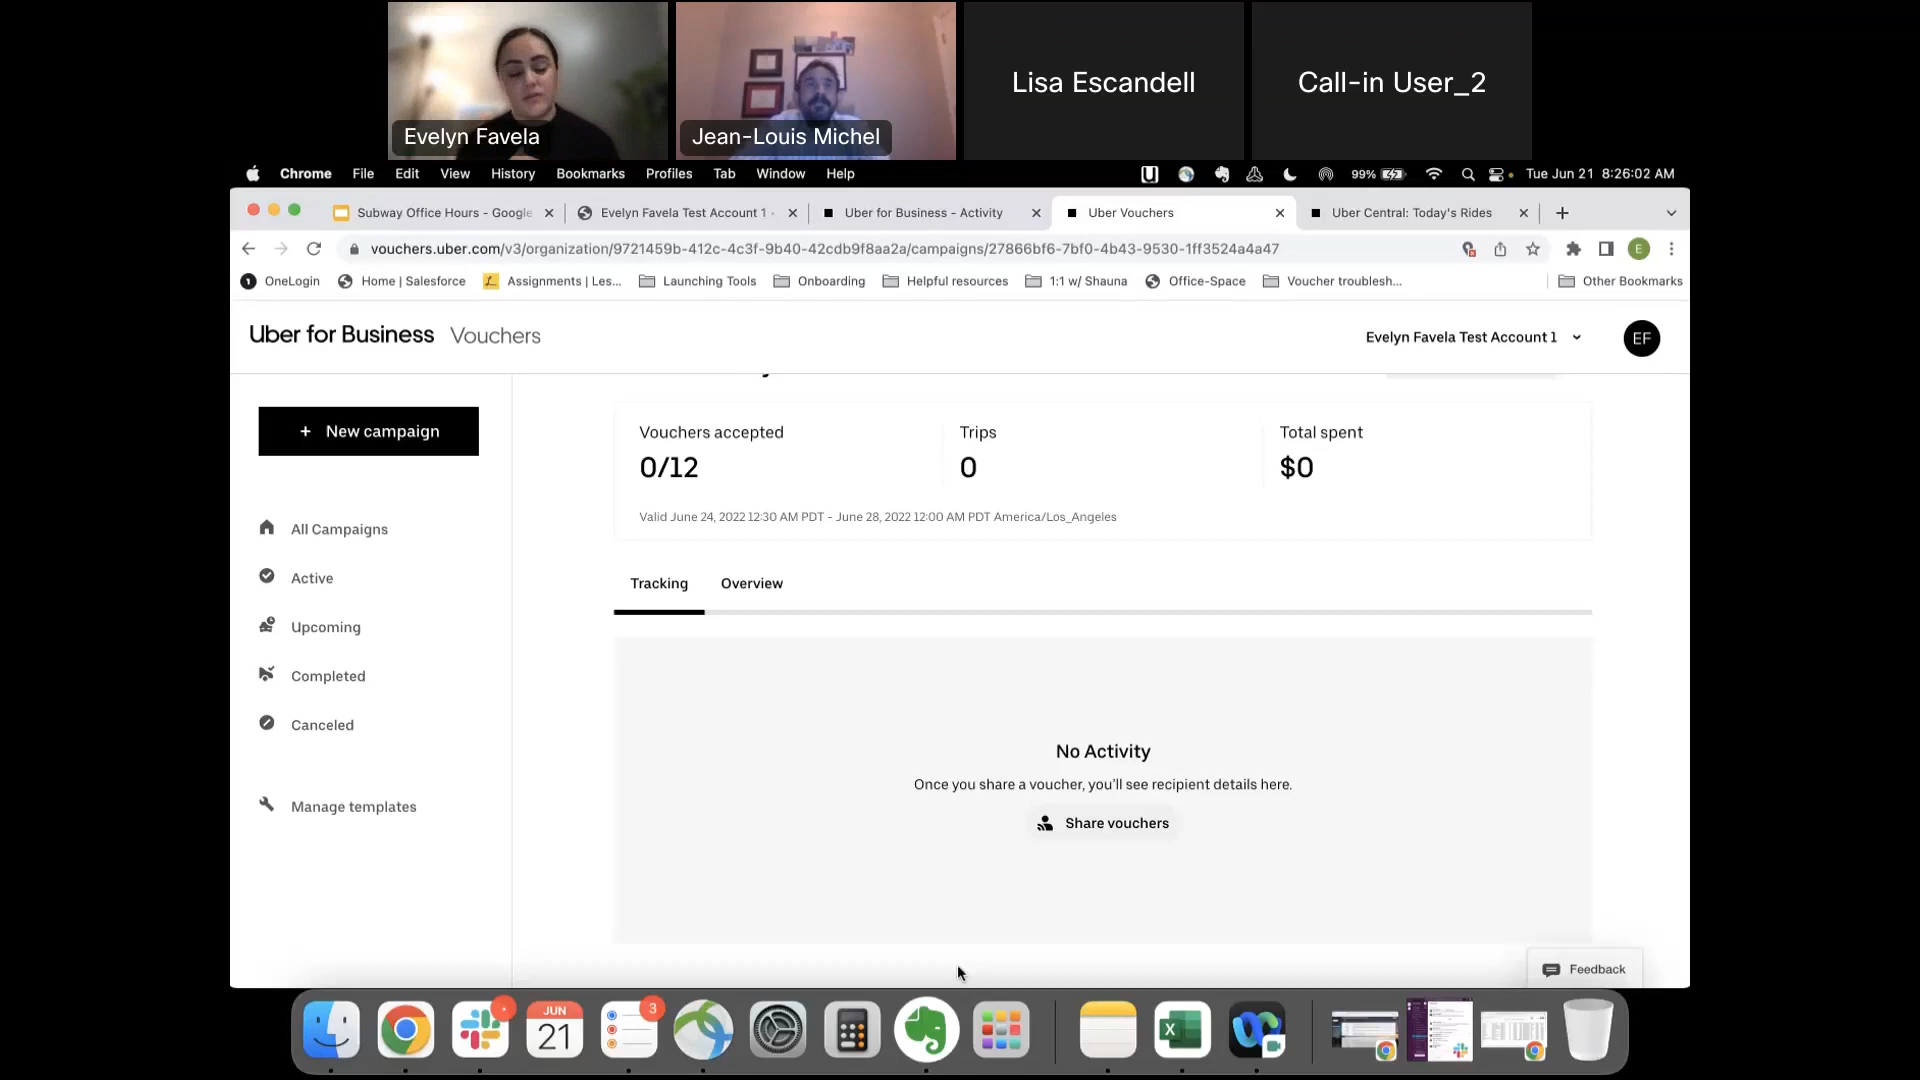 Evelyn Favela
Jean-Louis Michel
Lisa Escandell
Call-in User_2
Chrome File Edit View History Bookmarks Profiles Tab Window Help
99% Tue Jun 21 8:26:02 AM
Subway Office Hours - Google
Evelyn Favela Test Account 1 -
Uber for Business - Activity
Uber Vouchers
Uber Central: Today's Rides
vouchers.uber.com/v3/organization/9721459b-412c-4c3f-9b40-42cdb9f8aa2a/campaigns/27866bf6-7bf0-4b43-9530-1ff3524a4a47
E
OneLogin
Home | Salesforce
Assignments | Les...
Launching Tools
Onboarding
Helpful resources
1:1 w/ Shauna
Office-Space
Voucher troublesh...
Other Bookmarks
Uber for Business Vouchers
Evelyn Favela Test Account 1
EF
+ New campaign
All Campaigns
Active
Upcoming
Completed
Canceled
Manage templates
Vouchers accepted
0/12
Trips
0
Total spent
$0
Valid June 24, 2022 12:30 AM PDT - June 28, 2022 12:00 AM PDT America/Los_Angeles
Tracking
Overview
No Activity
Once you share a voucher, you'll see recipient details here.
Share vouchers
Feedback
JUN
21
3